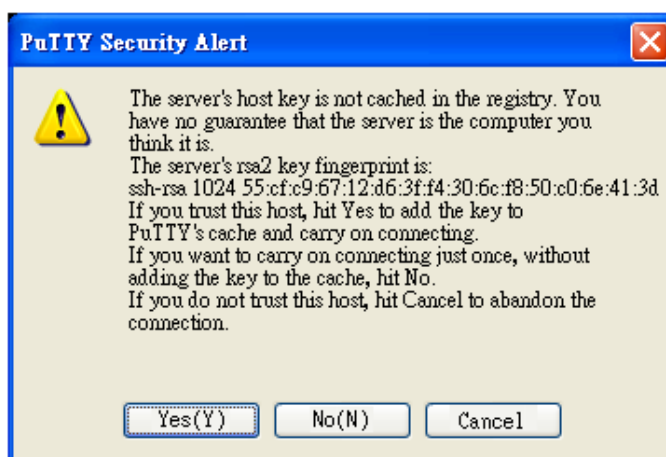 PuTTY Security Alert
The server's host key is not cached in the registry. You
have no guarantee that the server is the computer you
think it is.
The server's rsa2 key fingerprint is:
ssh-rsa 1024 55:cf:c9:67:12:d6:3f:f4:30:6c:f8:50:c0:6e:41:3d
If you trust this host, hit Yes to add the key to
PuTTY's cache and carry on connecting.
If you want to carry on connecting just once, without
adding the key to the cache, hit No.
If you do not trust this host, hit Cancel to abandon the
connection.
Yes(Y) No(N) Cancel